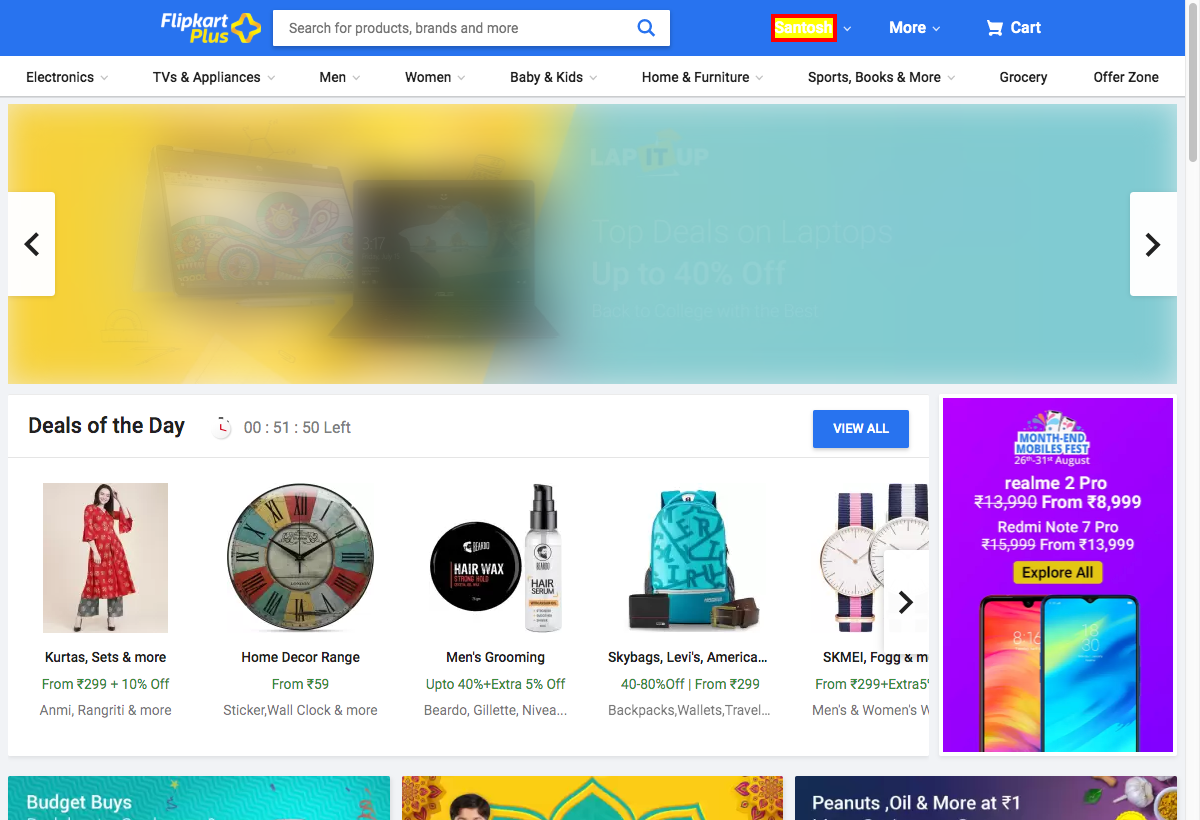 Flipkart
Plus
Search for products, brands and more
Santosh
More
Cart
Electronics
TVs & Appliances
Men
Women
Baby & Kids
Home & Furniture
Sports, Books & More
Grocery
Offer Zone
LAP IT UP
Top Deals on Laptops
Up to 40% Off
Back to College with the Best
Deals of the Day
00 : 51 : 50 Left
VIEW ALL
BEARDO
HAIR WAX
STRONG HOLD
BEARDO
HAIR
SERUM
Kurtas, Sets & more
From ₹299 + 10% Off
Anmi, Rangriti & more
Home Decor Range
From ₹59
Sticker,Wall Clock & more
Men's Grooming
Upto 40%+Extra 5% Off
Beardo, Gillette, Nivea...
Skybags, Levi's, America...
40-80%Off | From ₹299
Backpacks,Wallets,Travel...
SKMEI, Fogg & m
From ₹299+Extra5%
Men's & Women's W
MONTH-END
MOBILES FEST
26th-31st August
realme 2 Pro
₹13,990 From ₹8,999
Redmi Note 7 Pro
₹15,999 From ₹13,999
Explore All
8:16
18
30
Budget Buys
Peanuts ,Oil & More at ₹1